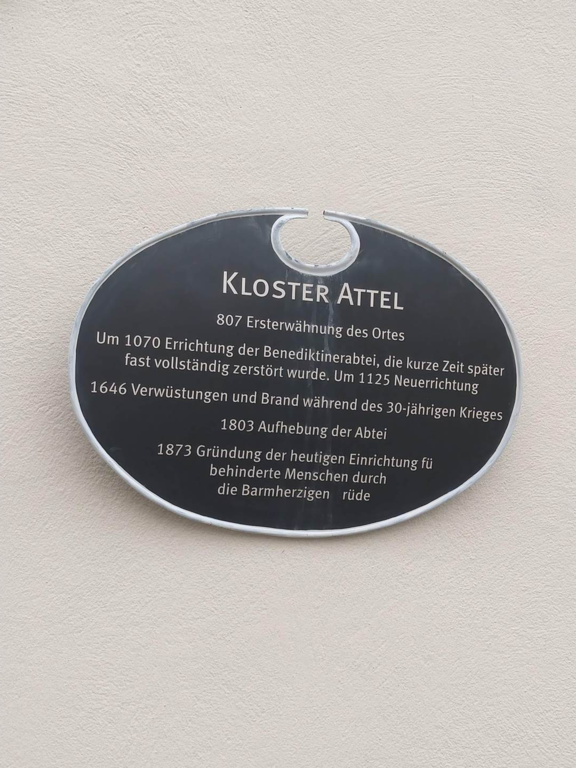 KLOSTER ATTEL
807 Ersterwähnung des Ortes
Um 1070 Errichtung der Benediktinerabtei, die kurze Zeit später
fast vollständig zerstört wurde. Um 1125 Neuerrichtung
1646 Verwüstungen und Brand während des 30-jährigen Krieges
1803 Aufhebung der Abtei
1873 Gründung der heutigen Einrichtung fü
behinderte Menschen durch
die Barmherzigen rüde